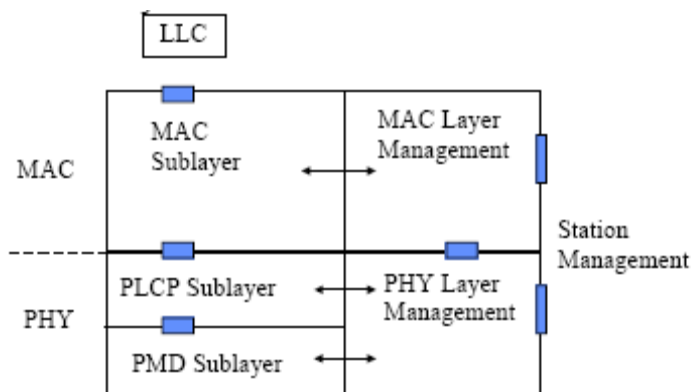 LLC
MAC
Sublayer
MAC Layer
Management
MAC
Station
Management
PLCP Sublayer
PHY Layer
Management
PHY
PMD Sublayer